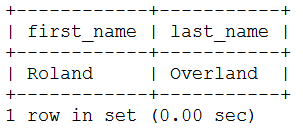 +------------+-----------+
| first_name | last_name |
+------------+-----------+
| Roland     | Overland  |
+------------+-----------+
1 row in set (0.00 sec)